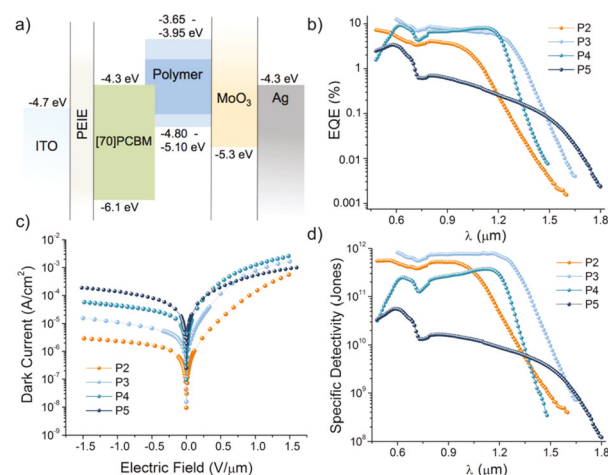 a)
-3.65 -
-3.95 eV
-4.3 eV
Polymer
-4.3 eV
-4.7 eV
PEIE
MoO₃
Ag
ITO
[70]PCBM
-4.80 -
-5.10 eV
-5.3 eV
-6.1 eV
b)
EQE (%)
10
1
0.1
0.01
0.001
0.6 0.9 1.2 1.5 1.8
λ (μm)
P2
P3
P4
P5
c)
Dark Current (A/cm²)
10⁻²
10⁻³
10⁻⁴
10⁻⁵
10⁻⁶
10⁻⁷
10⁻⁸
10⁻⁹
-1.5 -1.0 -0.5 0.0 0.5 1.0 1.5
Electric Field (V/μm)
P2
P3
P4
P5
d)
Specific Detectivity (Jones)
10¹²
10¹¹
10¹⁰
10⁹
10⁸
0.6 0.9 1.2 1.5 1.8
λ (μm)
P2
P3
P4
P5